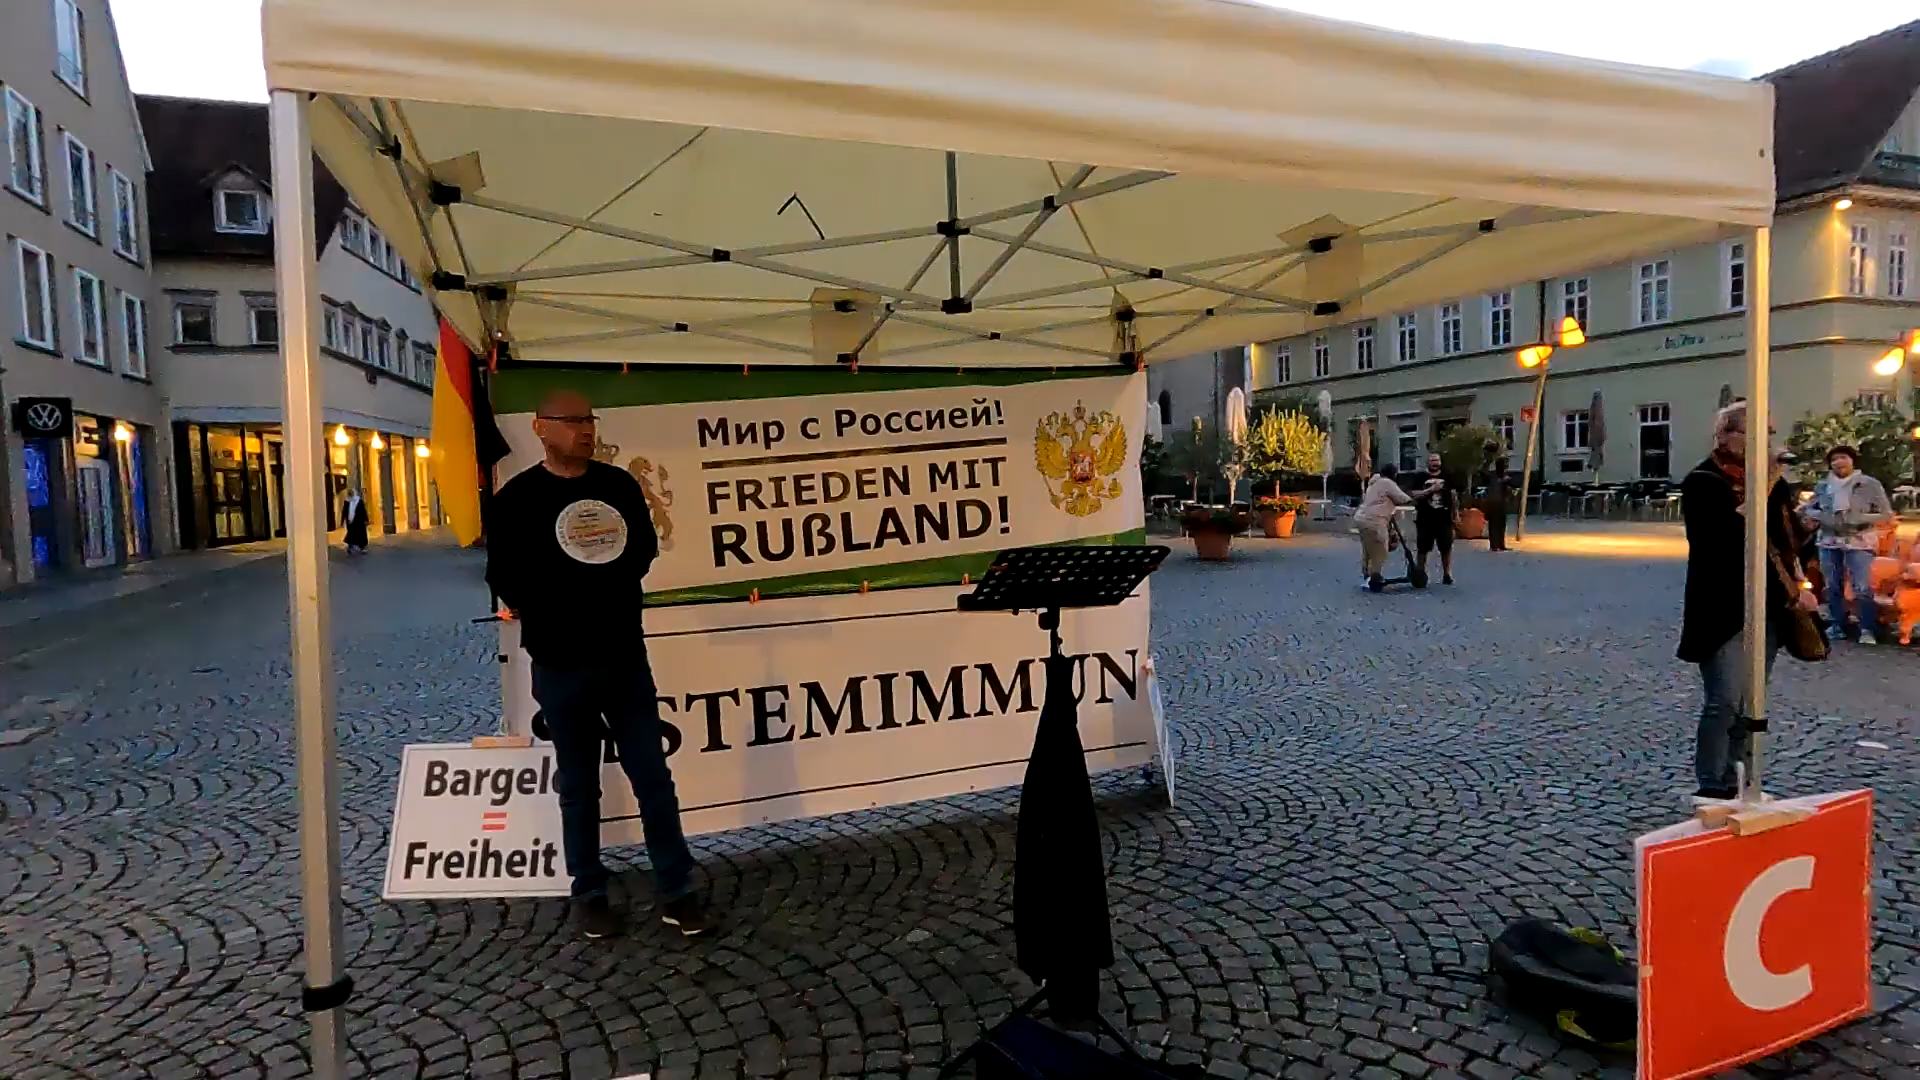 Мир с Россией!
FRIEDEN MIT
RUßLAND!
STEMIMMUN
Bargel
=
Freiheit
C